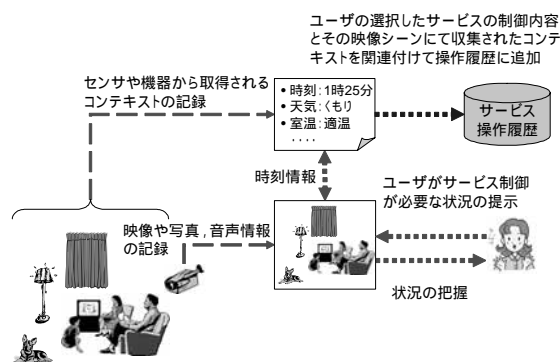 ユーザの選択したサービスの制御内容
とその映像シーンにて収集されたコンテ
キストを関連付けて操作履歴に追加
センサや機器から取得される
コンテキストの記録
• 時刻：1時25分
• 天気：くもり
• 室温：適温
‥‥
サービス
操作履歴
時刻情報
ユーザがサービス制御
が必要な状況の提示
映像や写真，音声情報
の記録
状況の把握